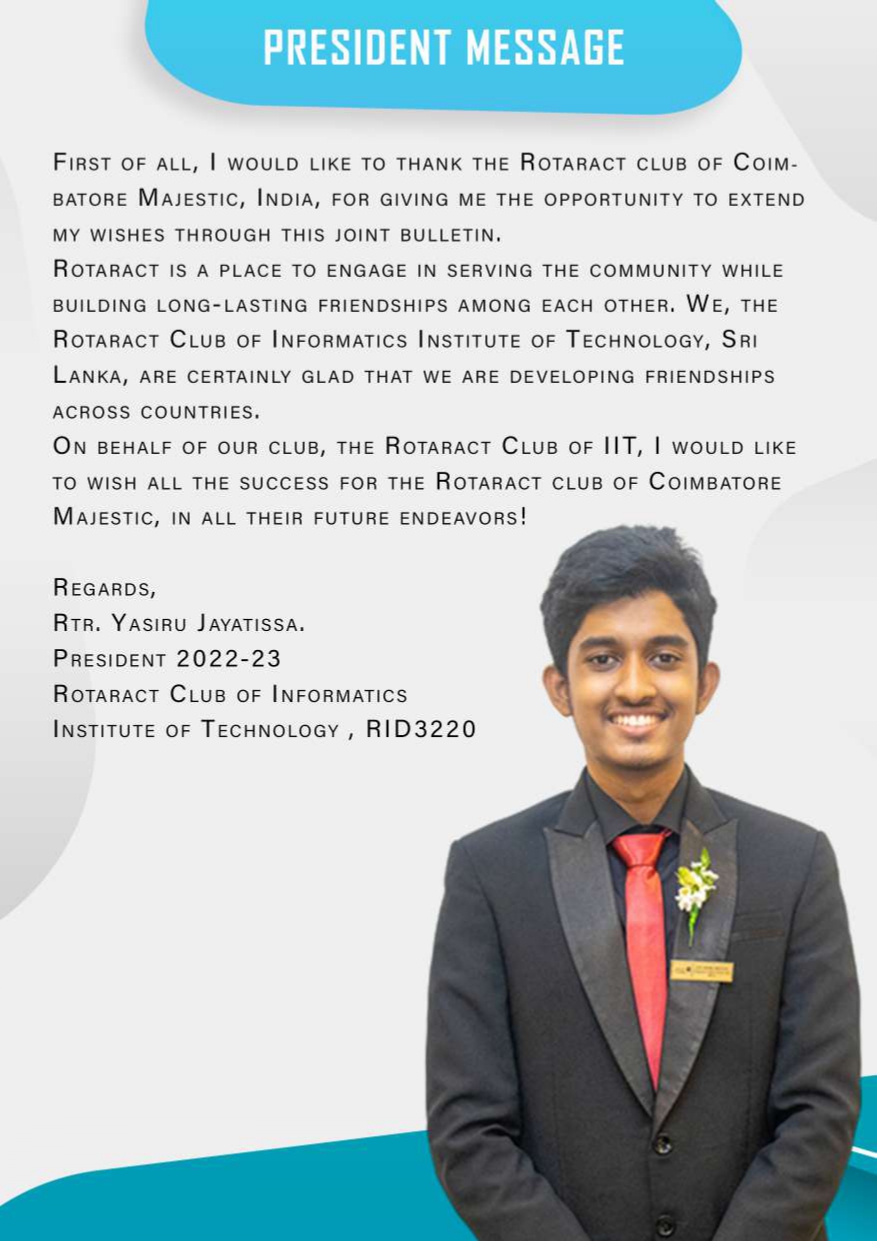 PRESIDENT MESSAGE
First of all, I would like to thank the Rotaract club of Coim-
batore Majestic, India, for giving me the opportunity to extend
my wishes through this joint bulletin.
Rotaract is a place to engage in serving the community while
building long-lasting friendships among each other. We, the
Rotaract Club of Informatics Institute of Technology, Sri
Lanka, are certainly glad that we are developing friendships
across countries.
On behalf of our club, the Rotaract Club of IIT, I would like
to wish all the success for the Rotaract club of Coimbatore
Majestic, in all their future endeavors!
Regards,
Rtr. Yasiru Jayatissa.
President 2022-23
Rotaract Club of Informatics
Institute of Technology , RID3220